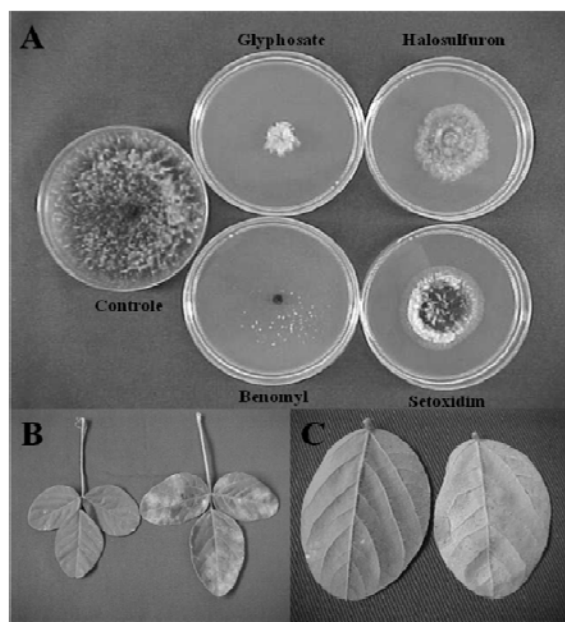 A
Glyphosate
Halosulfuron
Controle
Benomyl
Setoxidim
B
C